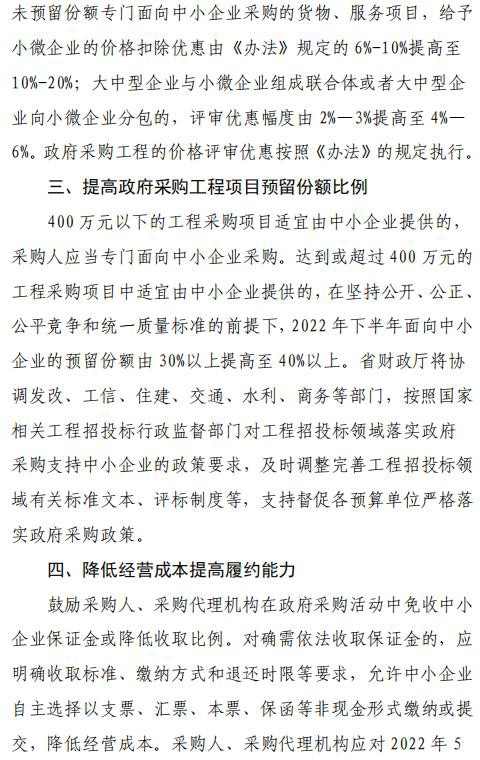 未预留份额专门面向中小企业采购的货物、服务项目，给予
小微企业的价格扣除优惠由《办法》规定的 6%-10%提高至
10%-20%；大中型企业与小微企业组成联合体或者大中型企
业向小微企业分包的，评审优惠幅度由 2%—3%提高至 4%—
6%。政府采购工程的价格评审优惠按照《办法》的规定执行。
三、提高政府采购工程项目预留份额比例
400 万元以下的工程采购项目适宜由中小企业提供的，
采购人应当专门面向中小企业采购。达到或超过 400 万元的
工程采购项目中适宜由中小企业提供的，在坚持公开、公正、
公平竞争和统一质量标准的前提下，2022 年下半年面向中小
企业的预留份额由 30%以上提高至 40%以上。省财政厅将协
调发改、工信、住建、交通、水利、商务等部门，按照国家
相关工程招投标行政监督部门对工程招投标领域落实政府
采购支持中小企业的政策要求，及时调整完善工程招投标领
域有关标准文本、评标制度等，支持督促各预算单位严格落
实政府采购政策。
四、降低经营成本提高履约能力
鼓励采购人、采购代理机构在政府采购活动中免收中小
企业保证金或降低收取比例。对确需依法收取保证金的，应
明确收取标准、缴纳方式和退还时限等要求，允许中小企业
自主选择以支票、汇票、本票、保函等非现金形式缴纳或提
交，降低经营成本。采购人、采购代理机构应对 2022 年 5